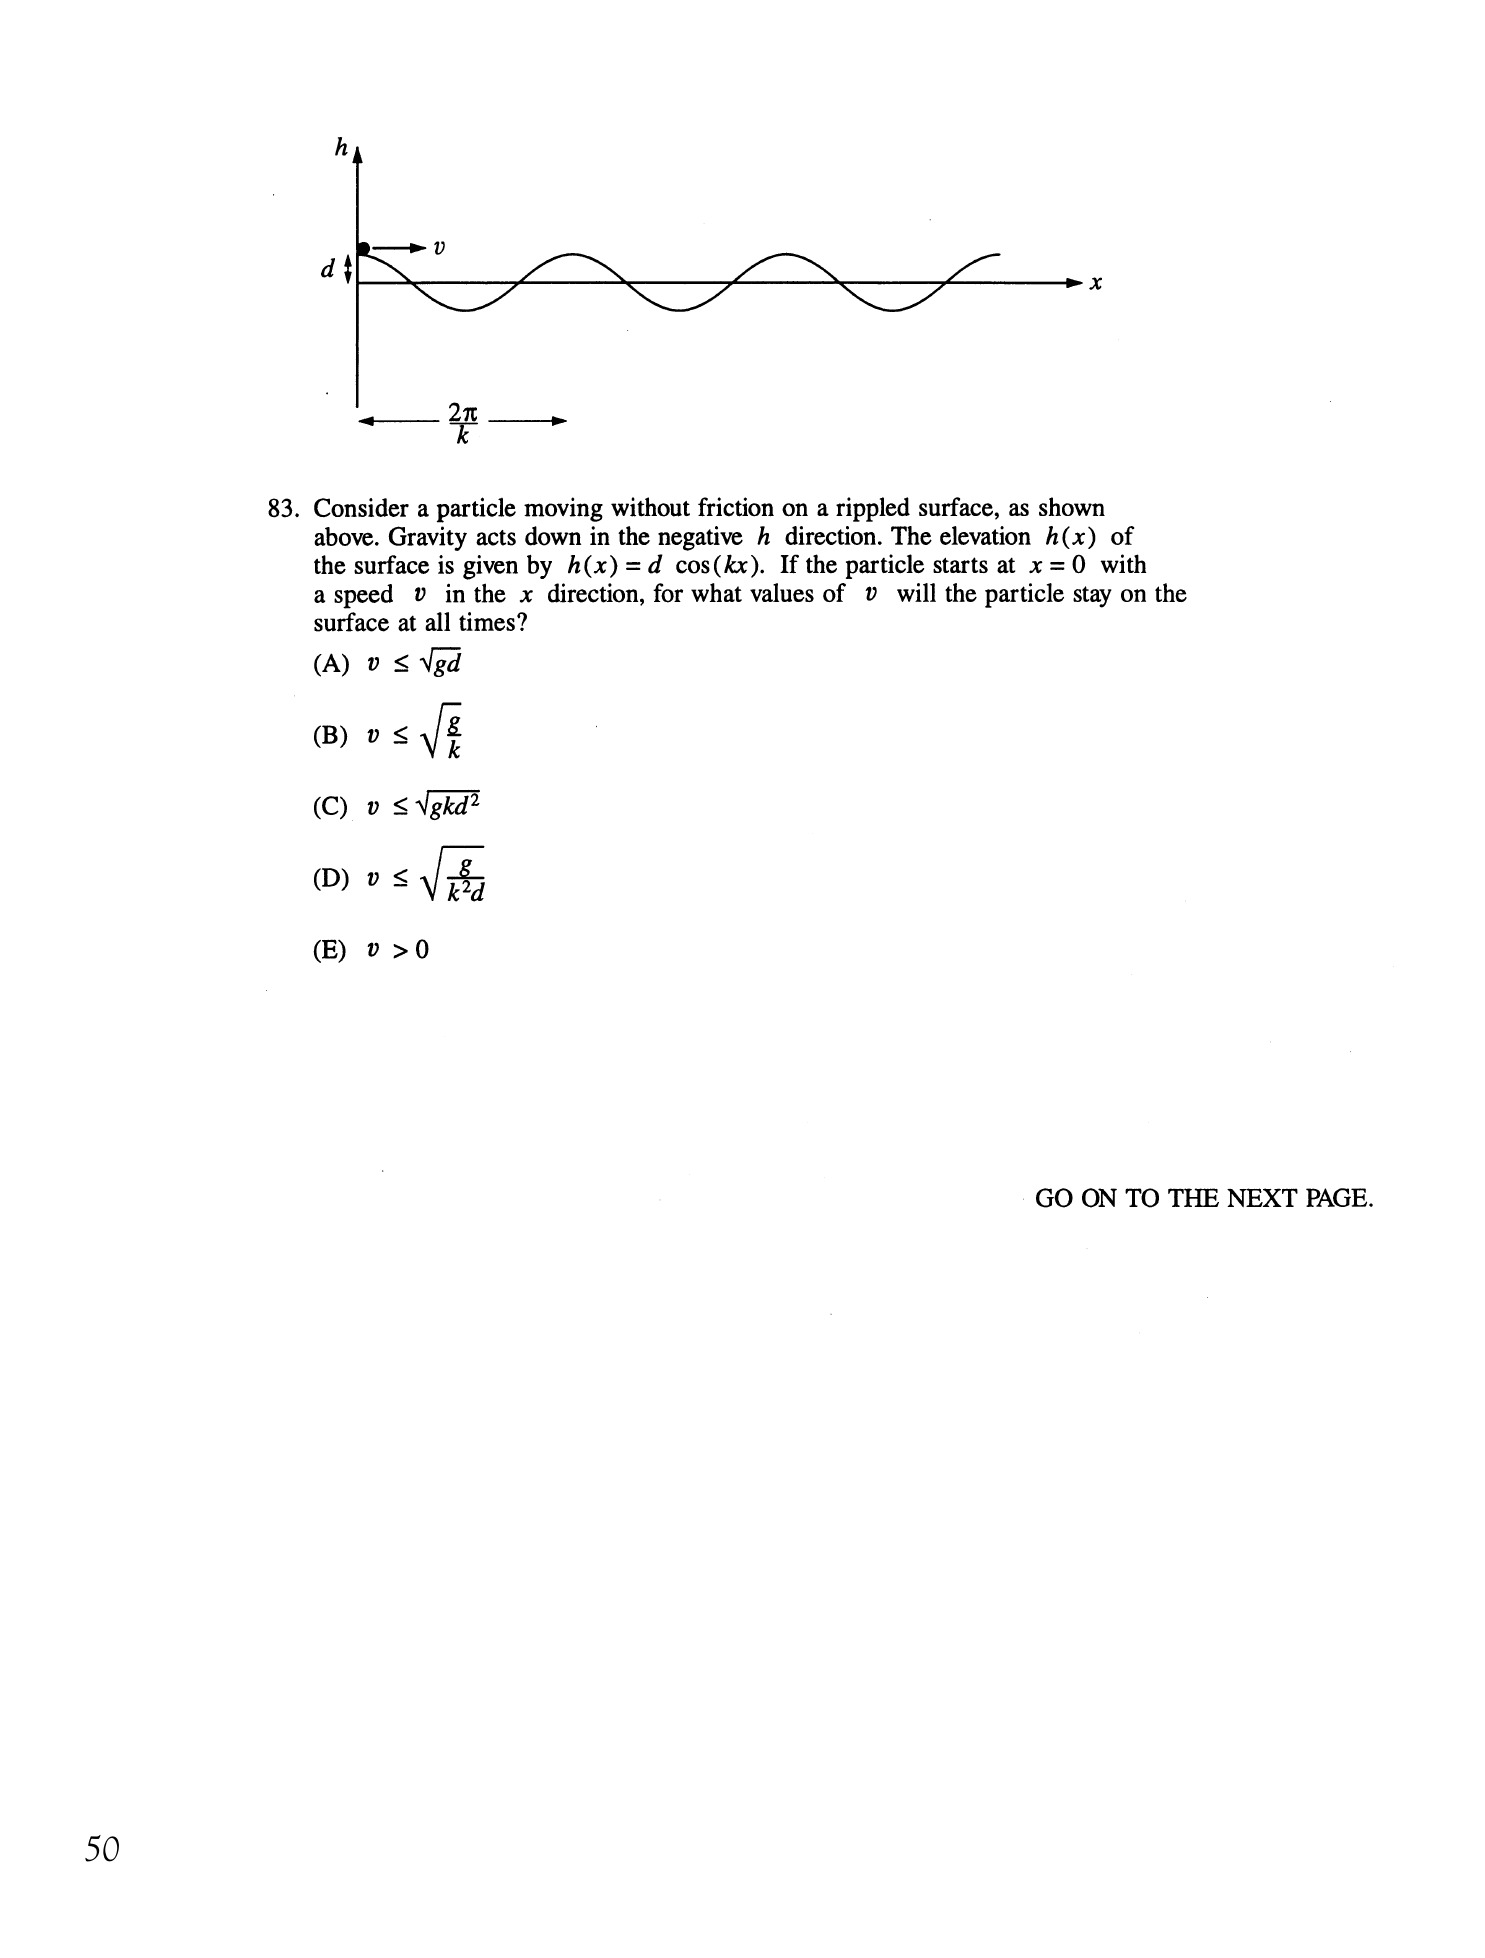 h
v
d
x
2π
k
83. Consider a particle moving without friction on a rippled surface, as shown
above. Gravity acts down in the negative h direction. The elevation h(x) of
the surface is given by h(x) = d cos(kx). If the particle starts at x = 0 with
a speed v in the x direction, for what values of v will the particle stay on the
surface at all times?
(A) v ≤ √gd
(B) v ≤ √g/k
(C) v ≤ √gkd²
(D) v ≤ √g/k²d
(E) v > 0
GO ON TO THE NEXT PAGE.
50